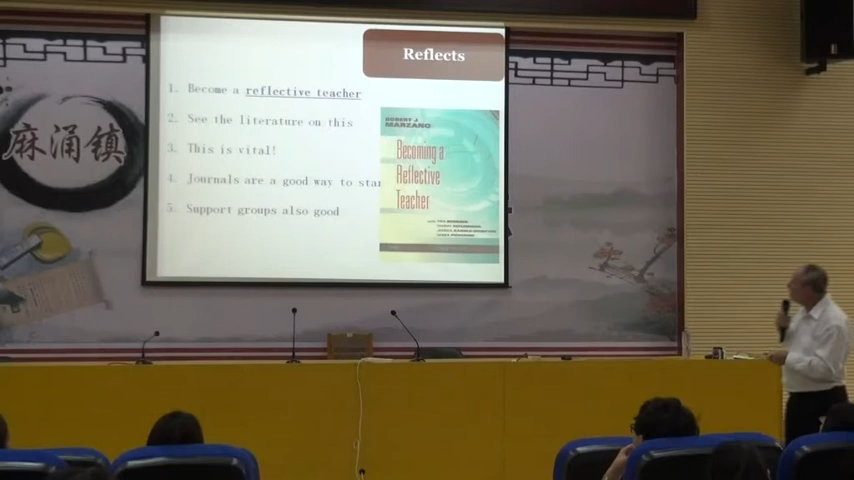 Reflects
1. Become a reflective teacher
2. See the literature on this
3. This is vital!
4. Journals are a good way to star
5. Support groups also good
ROBERT J.
MARZANO
Becoming a
Reflective
Teacher
麻涌镇